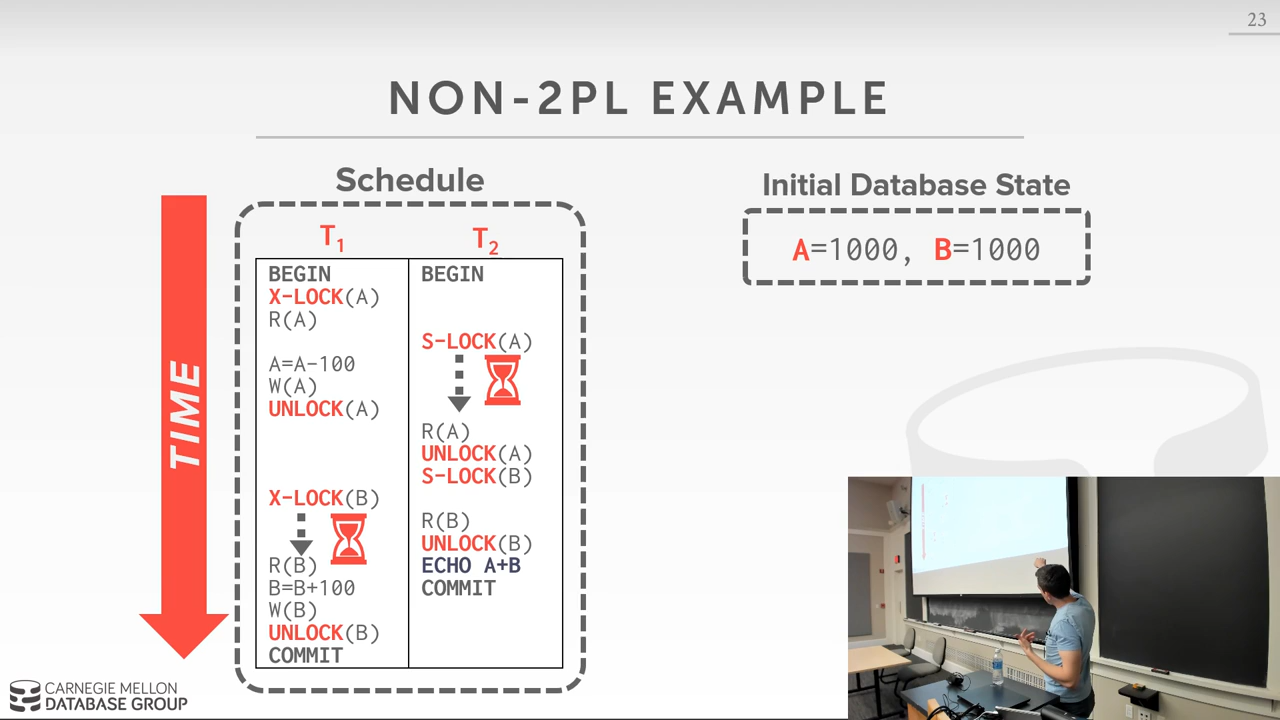 23
NON-2PL EXAMPLE
Schedule
Initial Database State
A=1000, B=1000
TIME
T1
BEGIN
X-LOCK(A)
R(A)
A=A-100
W(A)
UNLOCK(A)
X-LOCK(B)
R(B)
B=B+100
W(B)
UNLOCK(B)
COMMIT
T2
BEGIN
S-LOCK(A)
R(A)
UNLOCK(A)
S-LOCK(B)
R(B)
UNLOCK(B)
ECHO A+B
COMMIT
CARNEGIE MELLON
DATABASE GROUP